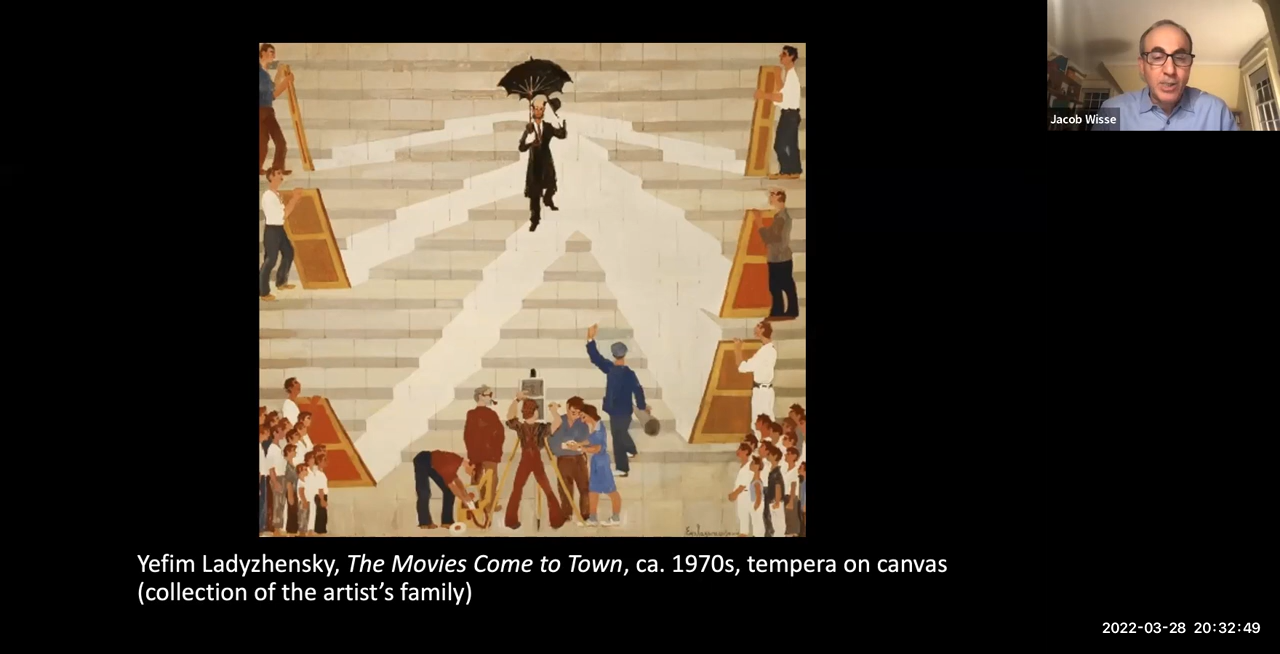 Jacob Wisse
Yefim Ladyzhensky, The Movies Come to Town, ca. 1970s, tempera on canvas
(collection of the artist’s family)
2022-03-28 20:32:49